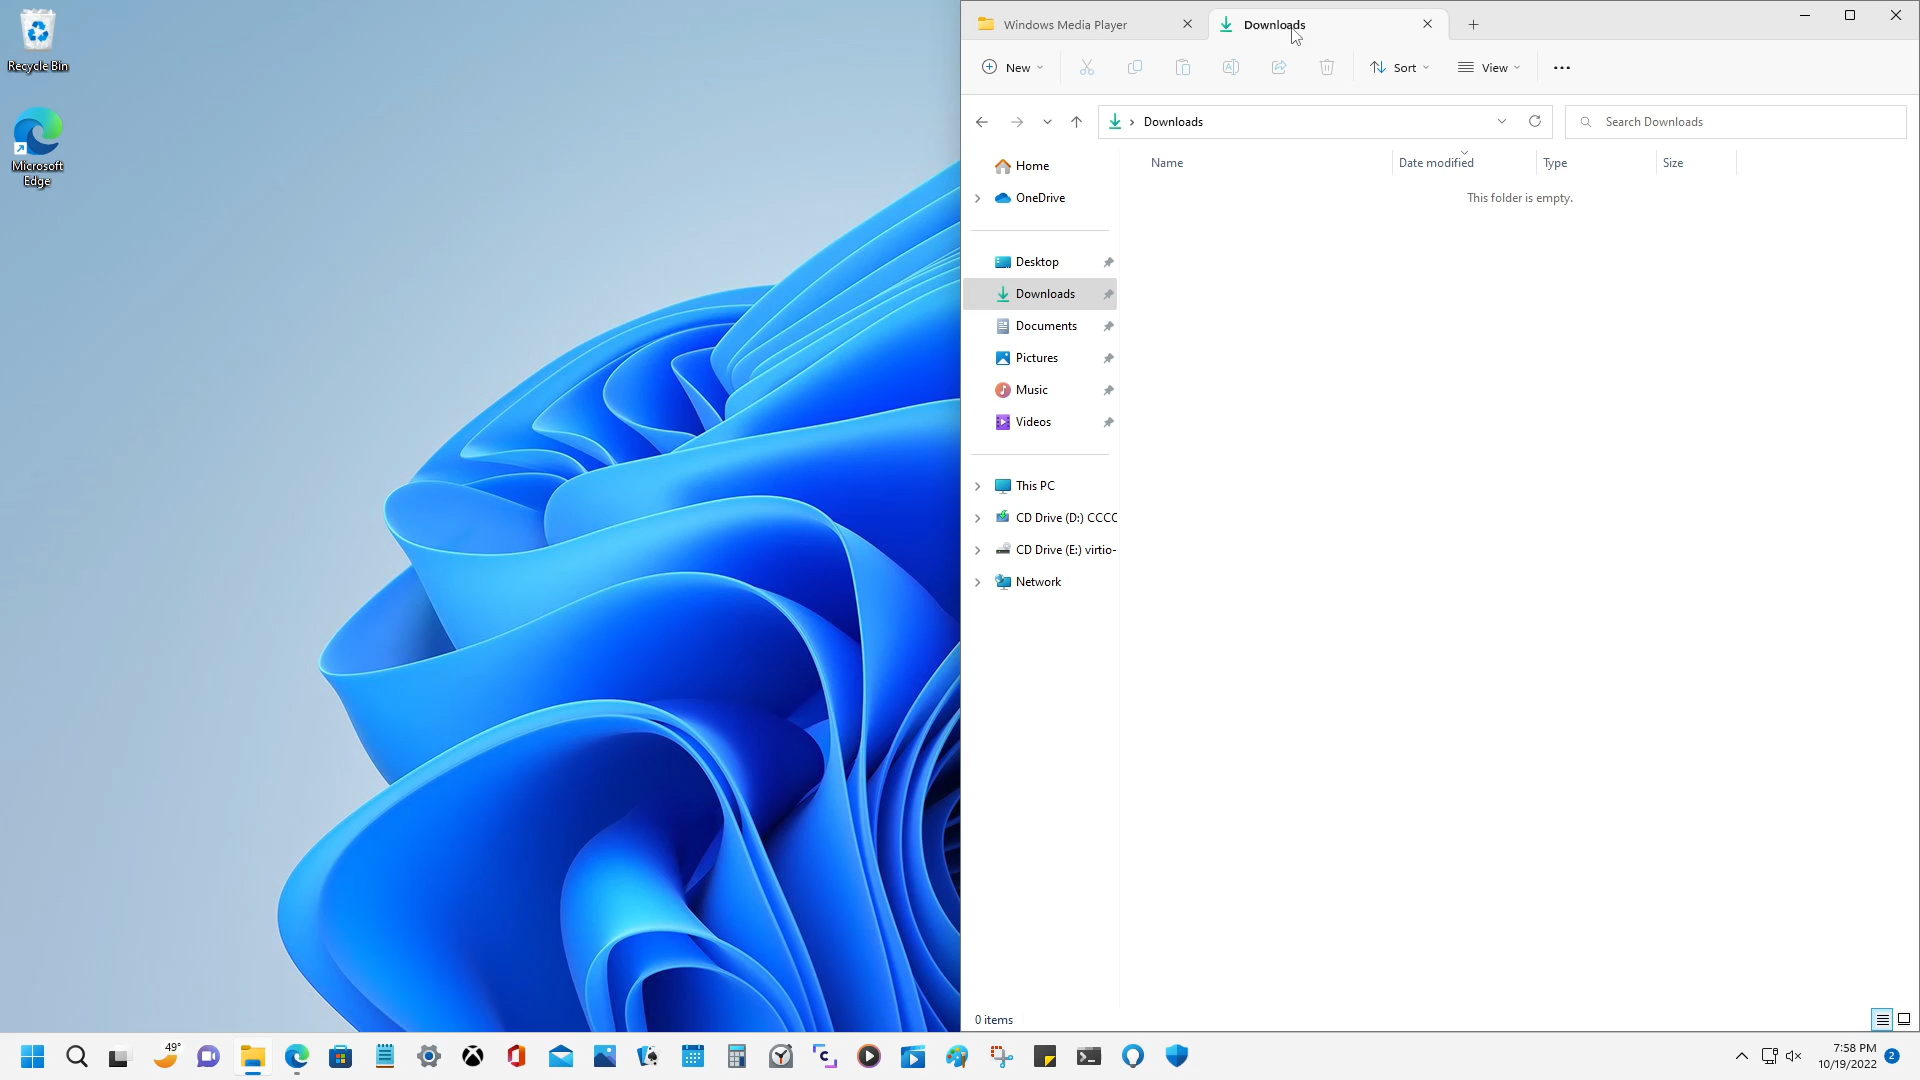 Recycle Bin
Microsoft
Edge
Windows Media Player
Downloads
New
Sort
View
Downloads
Search Downloads
Name
Date modified
Type
Size
This folder is empty.
Home
OneDrive
Desktop
Downloads
Documents
Pictures
Music
Videos
This PC
CD Drive (D:) CCCC
CD Drive (E:) virtio-
Network
0 items
49°
7:58 PM
10/19/2022
2